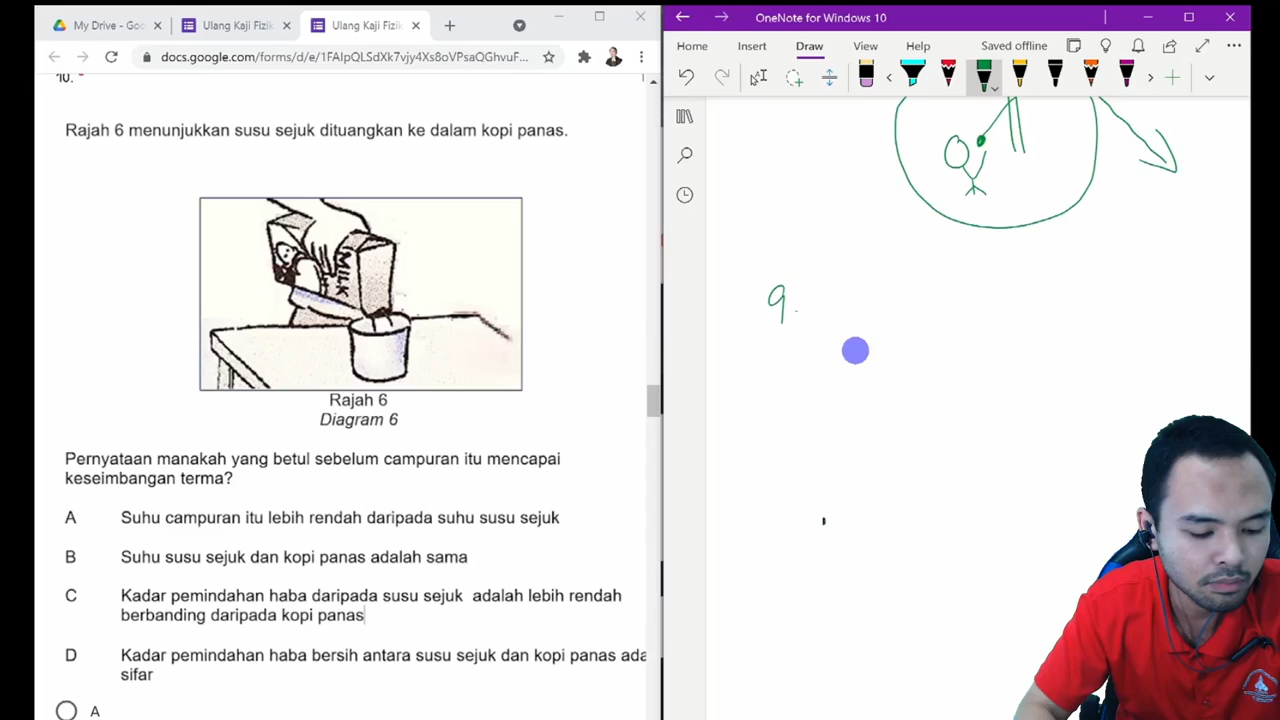 My Drive - Goo
Ulang Kaji Fizik
Ulang Kaji Fizik
docs.google.com/forms/d/e/1FAIpQLSdXk7vjy4Xs8oVPsaQGhvuF...
10.
Rajah 6 menunjukkan susu sejuk dituangkan ke dalam kopi panas.
MILK
Rajah 6
Diagram 6
Pernyataan manakah yang betul sebelum campuran itu mencapai
keseimbangan terma?
A Suhu campuran itu lebih rendah daripada suhu susu sejuk
B Suhu susu sejuk dan kopi panas adalah sama
C Kadar pemindahan haba daripada susu sejuk adalah lebih rendah
berbanding daripada kopi panas
D Kadar pemindahan haba bersih antara susu sejuk dan kopi panas ada
sifar
A
OneNote for Windows 10
Home Insert Draw View Help Saved offline
9.